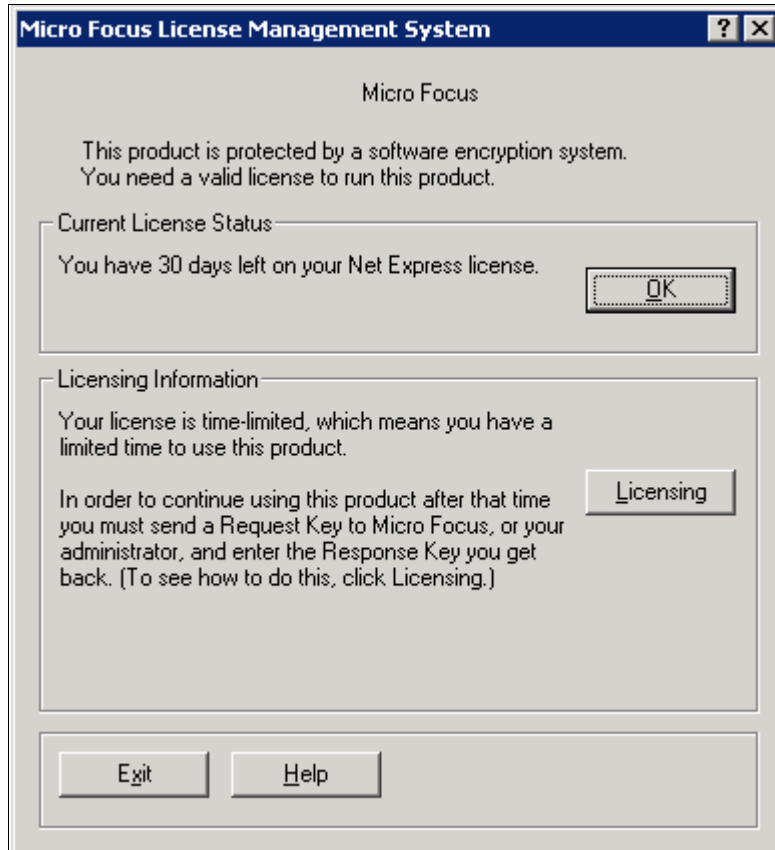 Micro Focus License Management System
Micro Focus
This product is protected by a software encryption system.
You need a valid license to run this product.
Current License Status
You have 30 days left on your Net Express license.
OK
Licensing Information
Your license is time-limited, which means you have a
limited time to use this product.
In order to continue using this product after that time
you must send a Request Key to Micro Focus, or your
administrator, and enter the Response Key you get
back. (To see how to do this, click Licensing.)
Licensing
Exit
Help